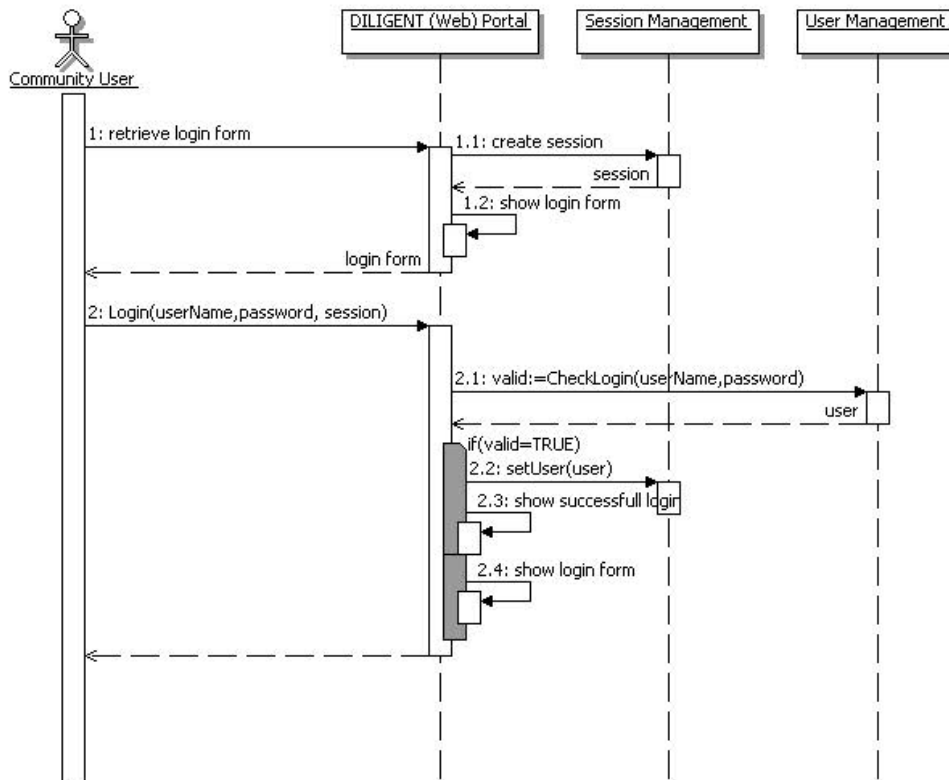 DILIGENT (Web) Portal
Session Management
User Management
Community User
1: retrieve login form
1.1: create session
session
1.2: show login form
login form
2: Login(userName,password, session)
2.1: valid:=CheckLogin(userName,password)
user
if(valid=TRUE)
2.2: setUser(user)
2.3: show successfull login
2.4: show login form